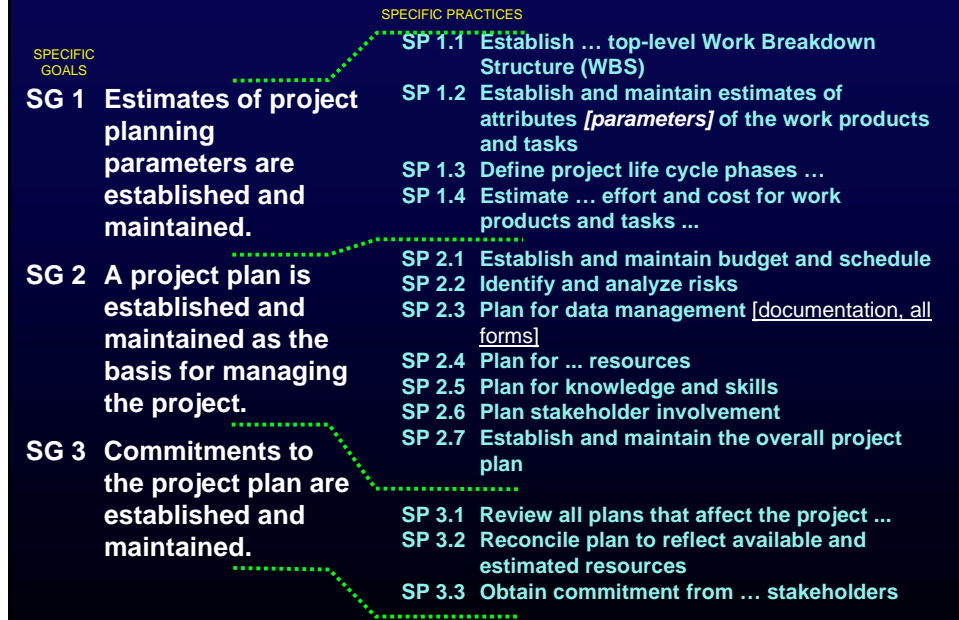 SPECIFIC GOALS
SG 1 Estimates of project
planning
parameters are
established and
maintained.
SG 2 A project plan is
established and
maintained as the
basis for managing
the project.
SG 3 Commitments to
the project plan are
established and
maintained.
SPECIFIC PRACTICES
SP 1.1 Establish … top-level Work Breakdown
Structure (WBS)
SP 1.2 Establish and maintain estimates of
attributes [parameters] of the work products
and tasks
SP 1.3 Define project life cycle phases …
SP 1.4 Estimate … effort and cost for work
products and tasks ...
SP 2.1 Establish and maintain budget and schedule
SP 2.2 Identify and analyze risks
SP 2.3 Plan for data management [documentation, all
forms]
SP 2.4 Plan for ... resources
SP 2.5 Plan for knowledge and skills
SP 2.6 Plan stakeholder involvement
SP 2.7 Establish and maintain the overall project
plan
SP 3.1 Review all plans that affect the project ...
SP 3.2 Reconcile plan to reflect available and
estimated resources
SP 3.3 Obtain commitment from … stakeholders